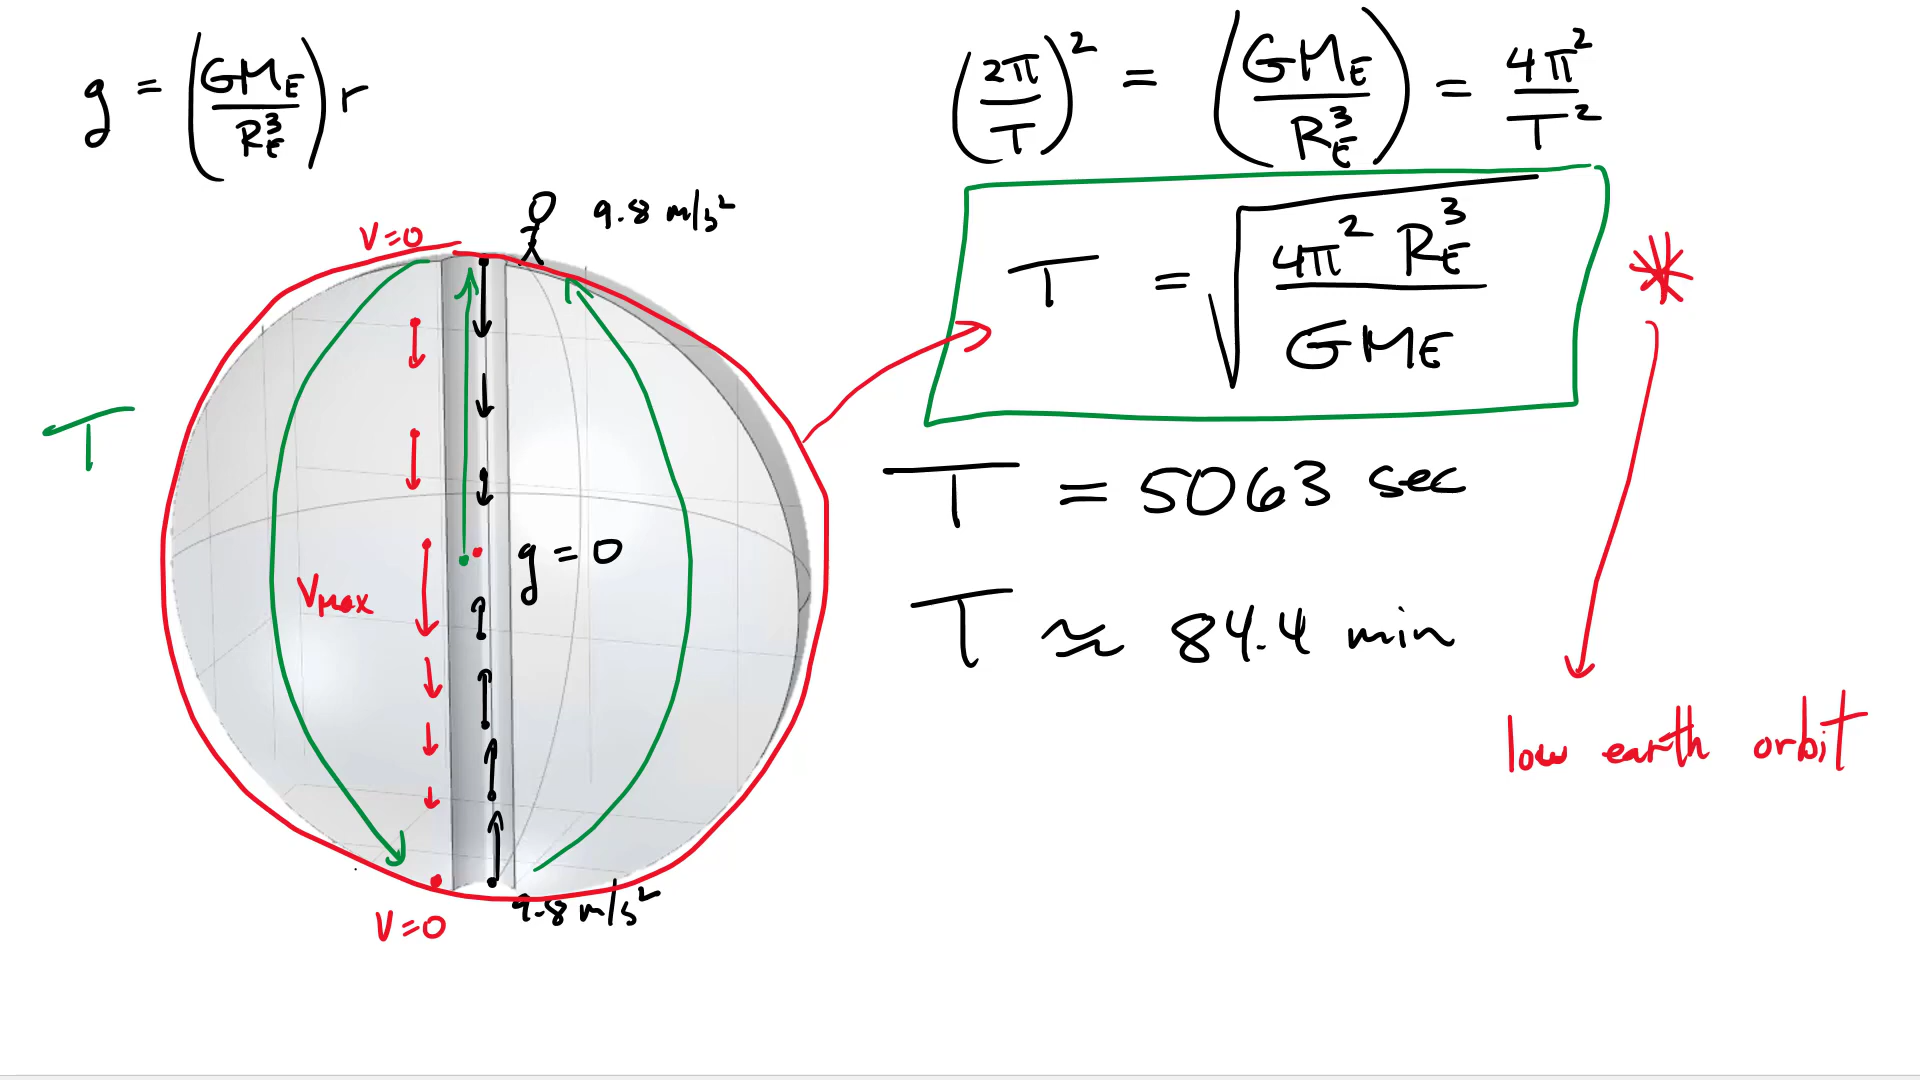 g = (GM_E / R_E^3) r
(2π / T)^2 = (GM_E / R_E^3) = 4π^2 / T^2
9.8 m/s^2
V=0
T = √(4π^2 R_E^3 / GM_E) *
T
T = 5063 sec
g = 0
Vmax
T ≈ 84.4 min
low earth orbit
9.8 m/s^2
V=0